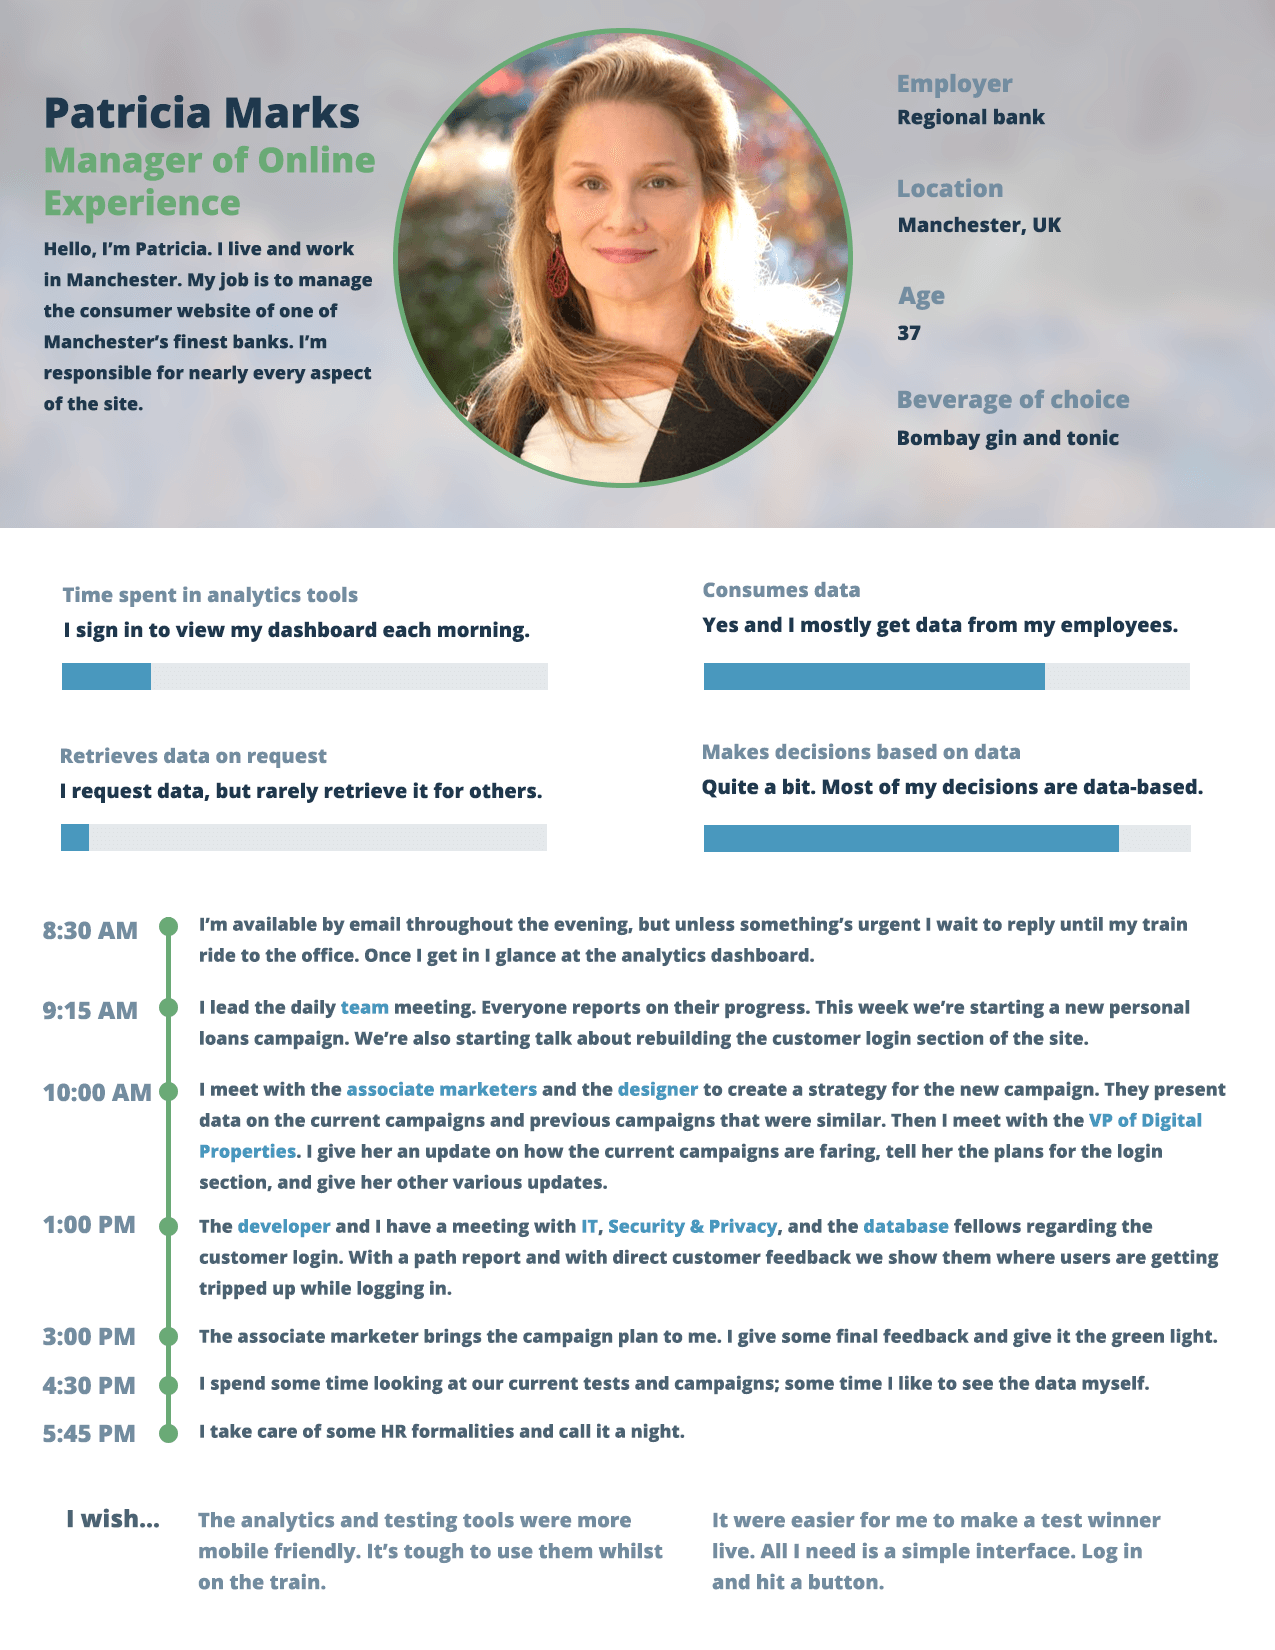 Patricia Marks
Manager of Online
Experience
Hello, I’m Patricia. I live and work
in Manchester. My job is to manage
the consumer website of one of
Manchester’s finest banks. I’m
responsible for nearly every aspect
of the site.
Employer
Regional bank
Location
Manchester, UK
Age
37
Beverage of choice
Bombay gin and tonic
Time spent in analytics tools
I sign in to view my dashboard each morning.
Consumes data
Yes and I mostly get data from my employees.
Retrieves data on request
I request data, but rarely retrieve it for others.
Makes decisions based on data
Quite a bit. Most of my decisions are data-based.
8:30 AM
I’m available by email throughout the evening, but unless something’s urgent I wait to reply until my train
ride to the office. Once I get in I glance at the analytics dashboard.
9:15 AM
I lead the daily team meeting. Everyone reports on their progress. This week we’re starting a new personal
loans campaign. We’re also starting talk about rebuilding the customer login section of the site.
10:00 AM
I meet with the associate marketers and the designer to create a strategy for the new campaign. They present
data on the current campaigns and previous campaigns that were similar. Then I meet with the VP of Digital
Properties. I give her an update on how the current campaigns are faring, tell her the plans for the login
section, and give her other various updates.
1:00 PM
The developer and I have a meeting with IT, Security & Privacy, and the database fellows regarding the
customer login. With a path report and with direct customer feedback we show them where users are getting
tripped up while logging in.
3:00 PM
The associate marketer brings the campaign plan to me. I give some final feedback and give it the green light.
4:30 PM
I spend some time looking at our current tests and campaigns; some time I like to see the data myself.
5:45 PM
I take care of some HR formalities and call it a night.
I wish...
The analytics and testing tools were more
mobile friendly. It’s tough to use them whilst
on the train.
It were easier for me to make a test winner
live. All I need is a simple interface. Log in
and hit a button.